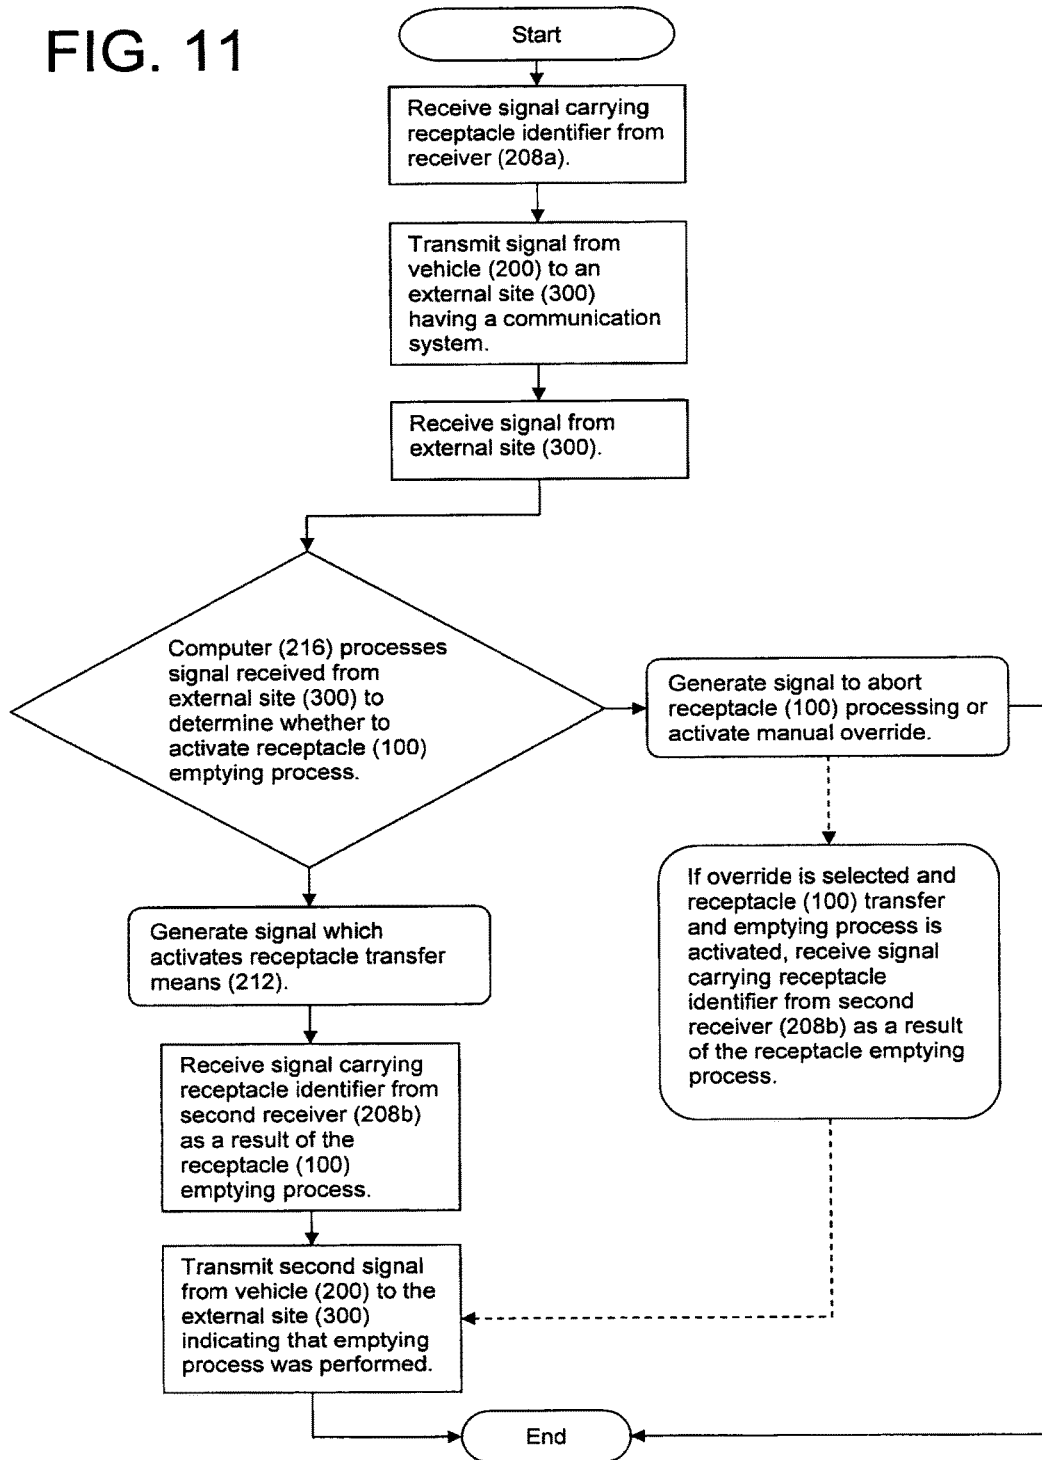 FIG. 11
Start
Receive signal carrying
receptacle identifier from
receiver (208a).
Transmit signal from
vehicle (200) to an
external site (300)
having a communication
system.
Receive signal from
external site (300).
Computer (216) processes
signal received from
external site (300) to
determine whether to
activate receptacle (100)
emptying process.
Generate signal to abort
receptacle (100) processing or
activate manual override.
If override is selected and
receptacle (100) transfer
and emptying process is
activated, receive signal
carrying receptacle
identifier from second
receiver (208b) as a result
of the receptacle emptying
process.
Generate signal which
activates receptacle transfer
means (212).
Receive signal carrying
receptacle identifier from
second receiver (208b)
as a result of the
receptacle (100)
emptying process.
Transmit second signal
from vehicle (200) to the
external site (300)
indicating that emptying
process was performed.
End